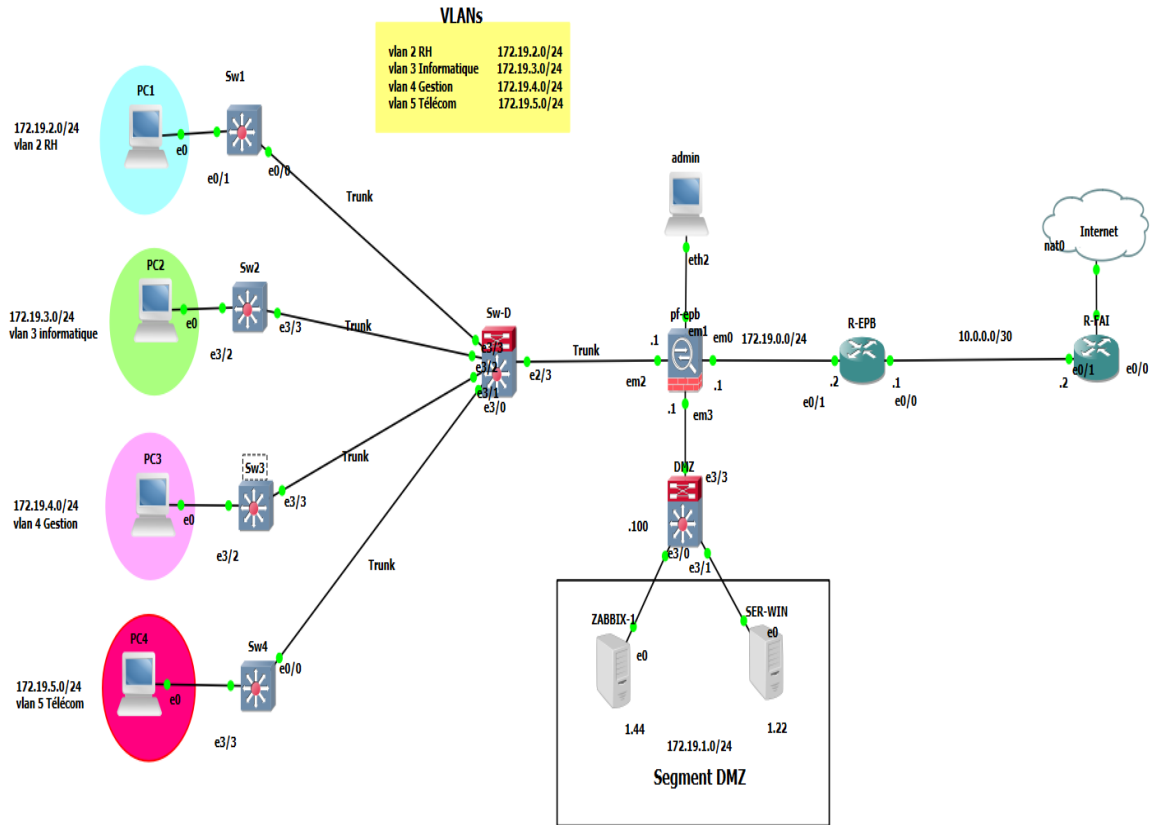 VLANs
vlan 2 RH 172.19.2.0/24
vlan 3 Informatique 172.19.3.0/24
vlan 4 Gestion 172.19.4.0/24
vlan 5 Télécom 172.19.5.0/24
PC1
Sw1
172.19.2.0/24
vlan 2 RH
e0
e0/1
e0/0
Trunk
PC2
Sw2
172.19.3.0/24
vlan 3 informatique
e0
e3/2
e3/3
Trunk
PC3
Sw3
172.19.4.0/24
vlan 4 Gestion
e0
e3/2
e3/3
Trunk
PC4
Sw4
172.19.5.0/24
vlan 5 Télécom
e0
e3/3
e0/0
Trunk
Sw-D
e3/3
e3/2
e3/1
e3/0
e2/3
Trunk
admin
eth2
pf-epb
em1
em0
.1
em2
.1
.1
em3
172.19.0.0/24
R-EPB
.2
e0/1
.1
e0/0
10.0.0.0/30
Internet
nat0
R-FAI
e0/1
.2
e0/0
DMZ
e3/3
.100
e3/0
e3/1
ZABBIX-1
e0
1.44
SER-WIN
e0
1.22
172.19.1.0/24
Segment DMZ